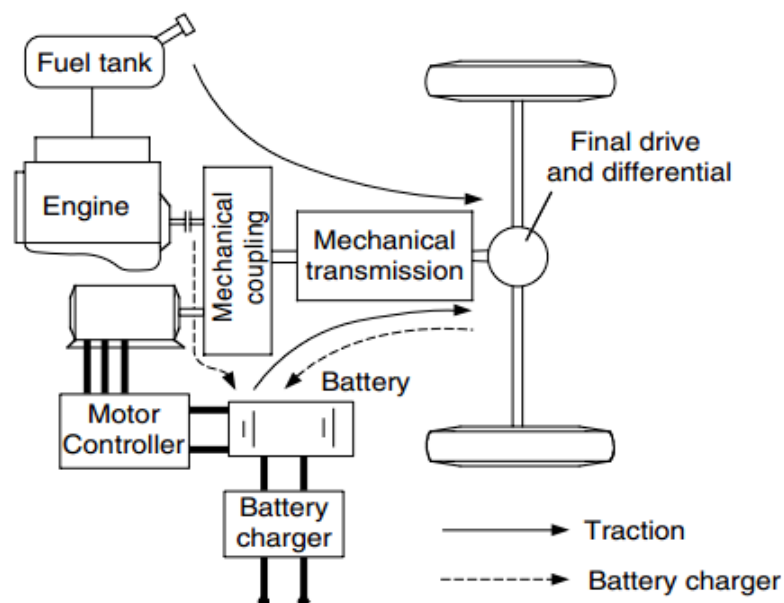 Fuel tank
Engine
Mechanical
coupling
Mechanical
transmission
Final drive
and differential
Battery
Motor
Controller
Battery
charger
Traction
Battery charger